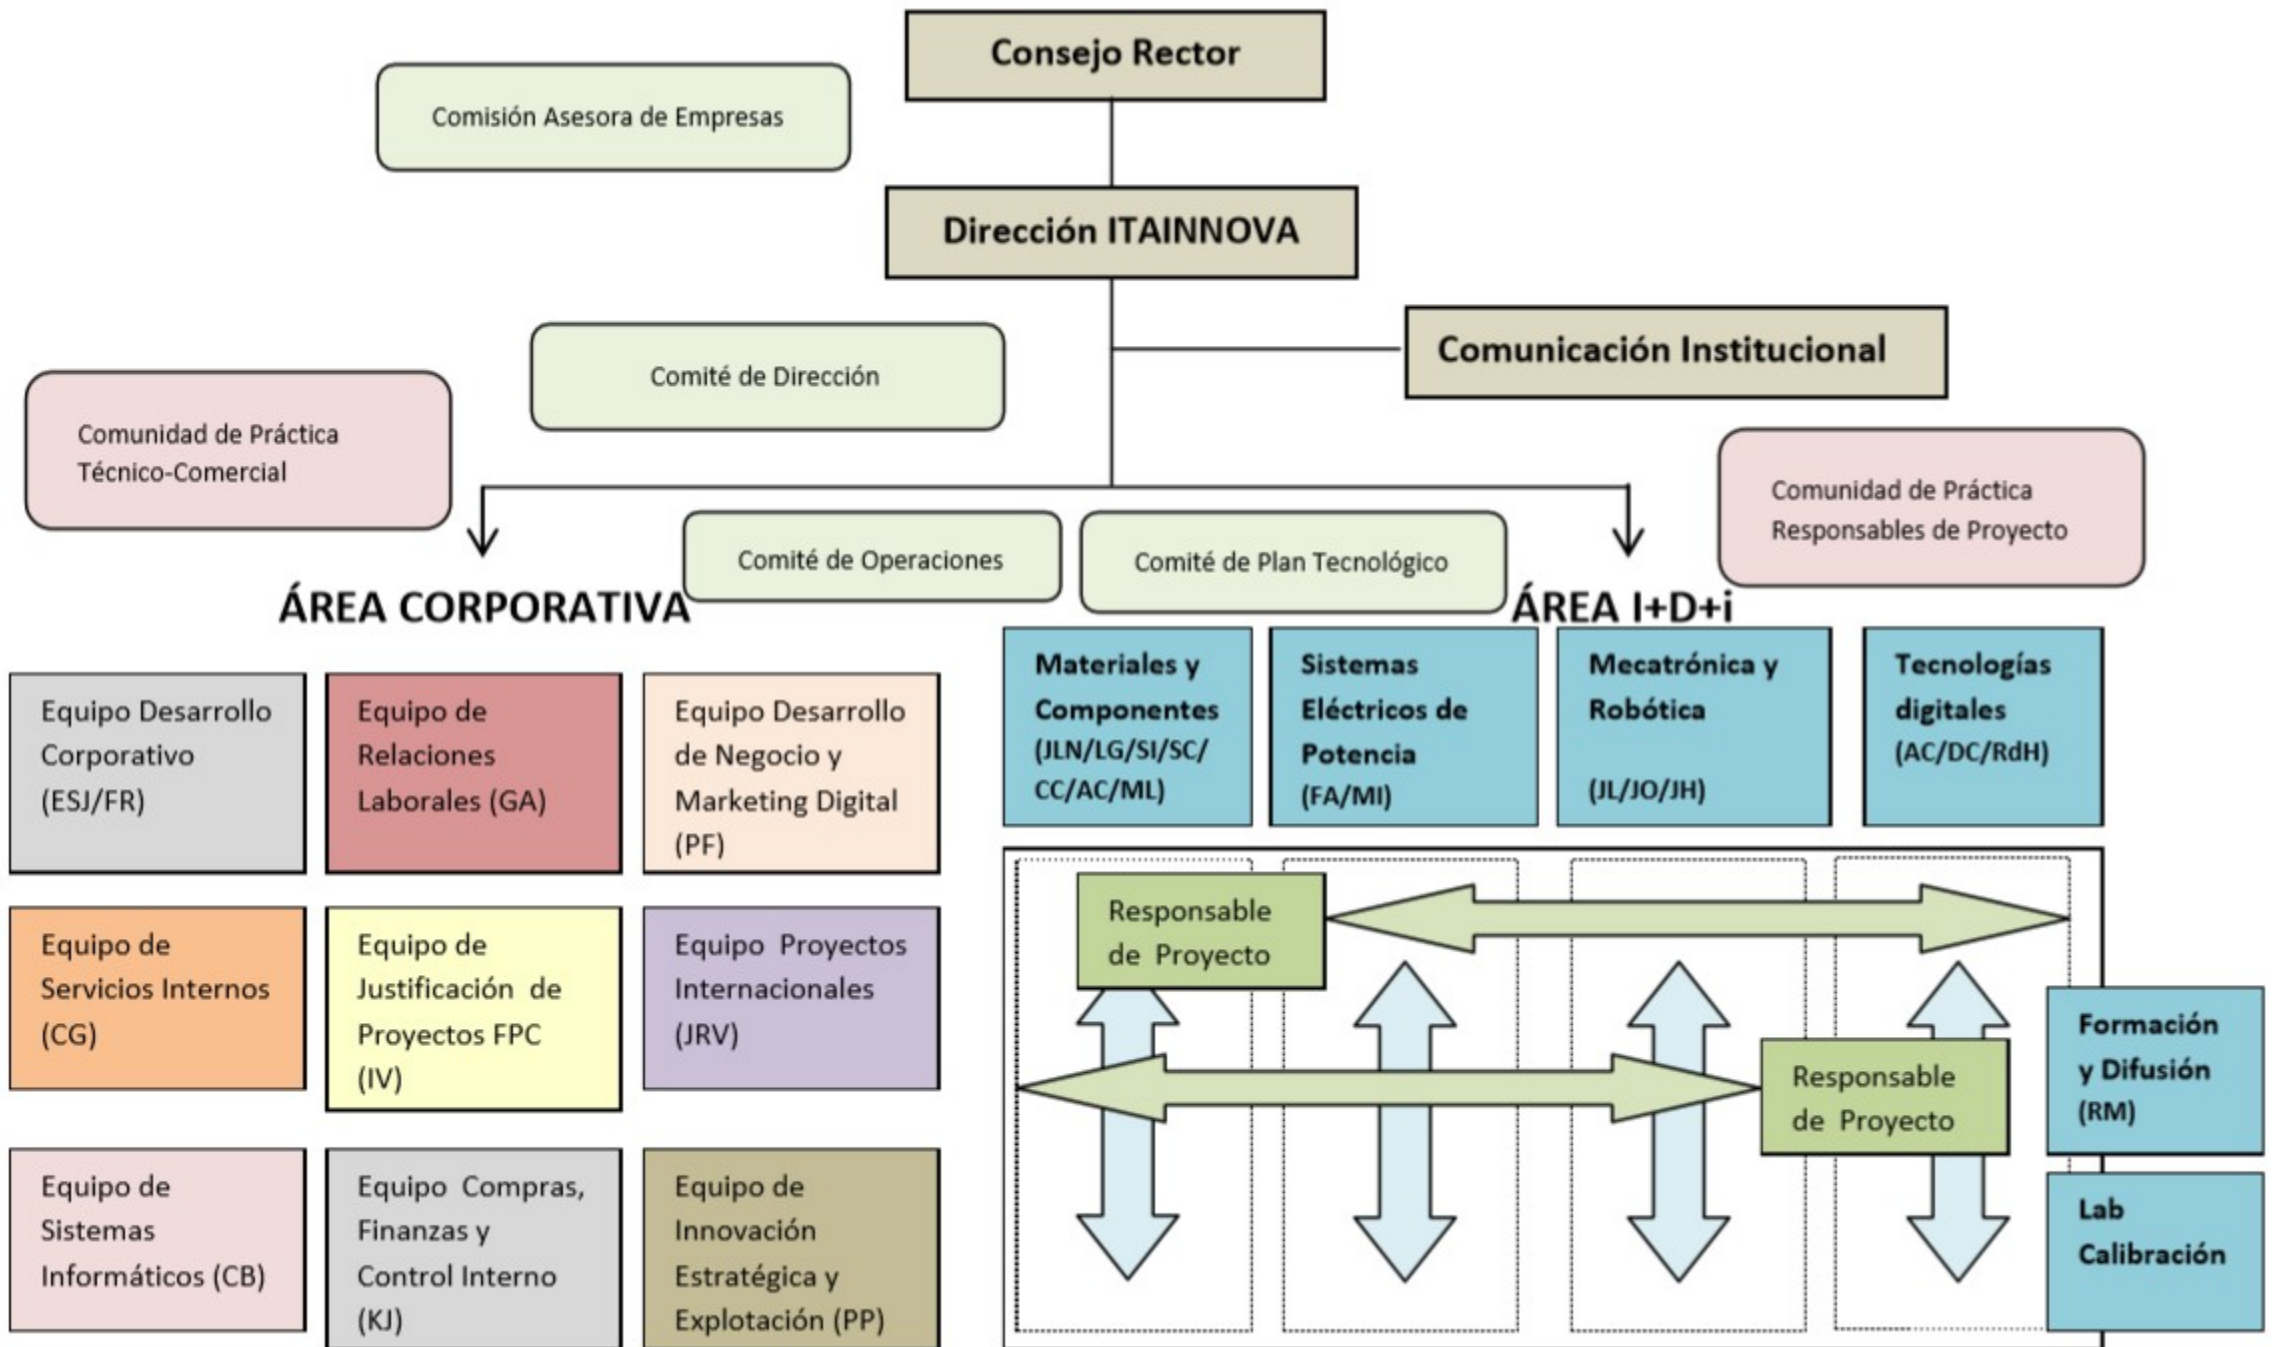 Consejo Rector
Comisión Asesora de Empresas
Dirección ITAINNOVA
Comunicación Institucional
Comité de Dirección
Comunidad de Práctica
Técnico-Comercial
Comunidad de Práctica
Responsables de Proyecto
Comité de Operaciones
Comité de Plan Tecnológico
ÁREA CORPORATIVA
ÁREA I+D+i
Equipo Desarrollo
Corporativo
(ESJ/FR)
Equipo de
Relaciones
Laborales (GA)
Equipo Desarrollo
de Negocio y
Marketing Digital
(PF)
Equipo de
Servicios Internos
(CG)
Equipo de
Justificación de
Proyectos FPC
(IV)
Equipo Proyectos
Internacionales
(JRV)
Equipo de
Sistemas
Informáticos (CB)
Equipo Compras,
Finanzas y
Control Interno
(KJ)
Equipo de
Innovación
Estratégica y
Explotación (PP)
Materiales y
Componentes
(JLN/LG/SI/SC/
CC/AC/ML)
Sistemas
Eléctricos de
Potencia
(FA/MI)
Mecatrónica y
Robótica
(JL/JO/JH)
Tecnologías
digitales
(AC/DC/RdH)
Responsable
de Proyecto
Responsable
de Proyecto
Formación
y Difusión
(RM)
Lab
Calibración